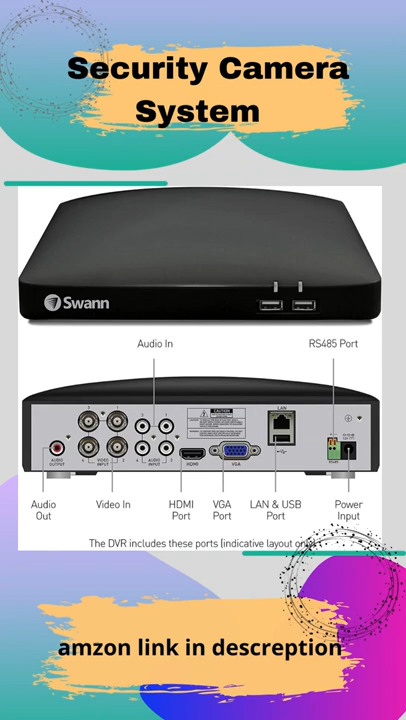 Security Camera
System
Swann
Audio In
RS485 Port
CAUTION
LAN
AUDIO
OUTPUT
VIDEO
INPUT
AUDIO
INPUT
HDMI
VGA
Audio
Out
Video In
HDMI
Port
VGA
Port
LAN & USB
Port
Power
Input
The DVR includes these ports (indicative layout only)
amzon link in descreption